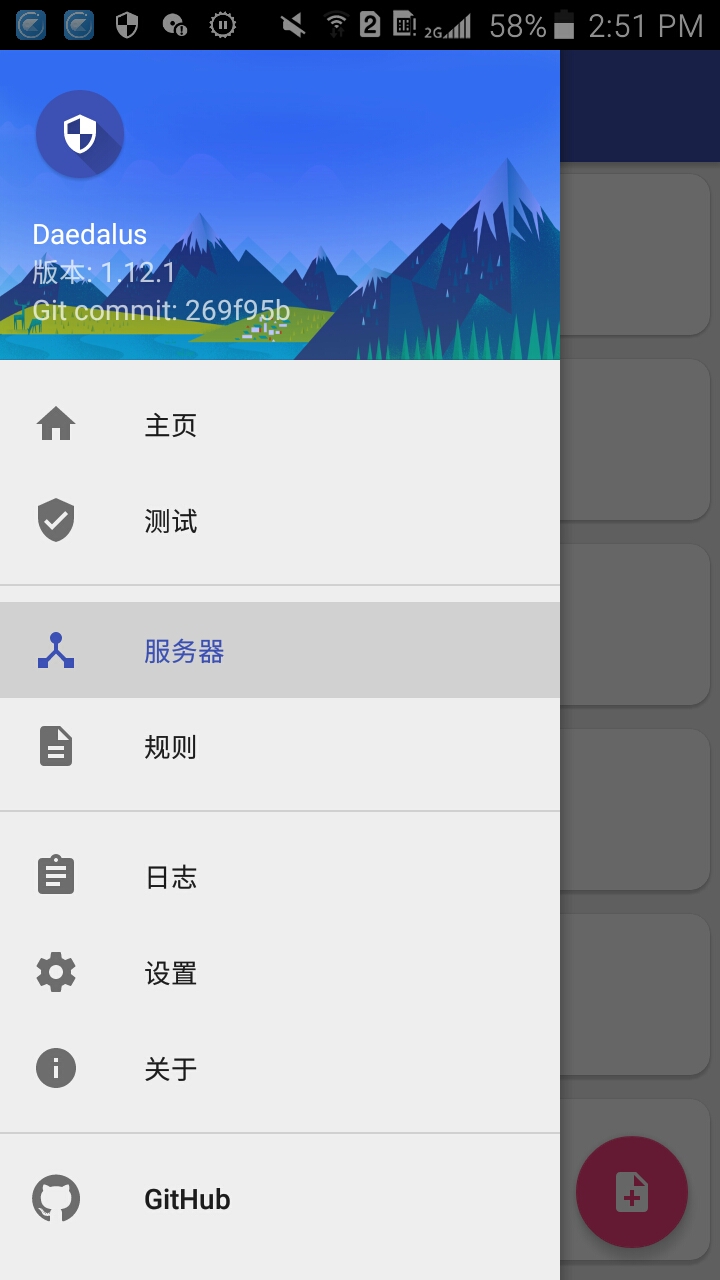 2 2G 58% 2:51 PM
Daedalus
版本: 1.12.1
Git commit: 269f95b
主页
测试
服务器
规则
日志
设置
关于
GitHub